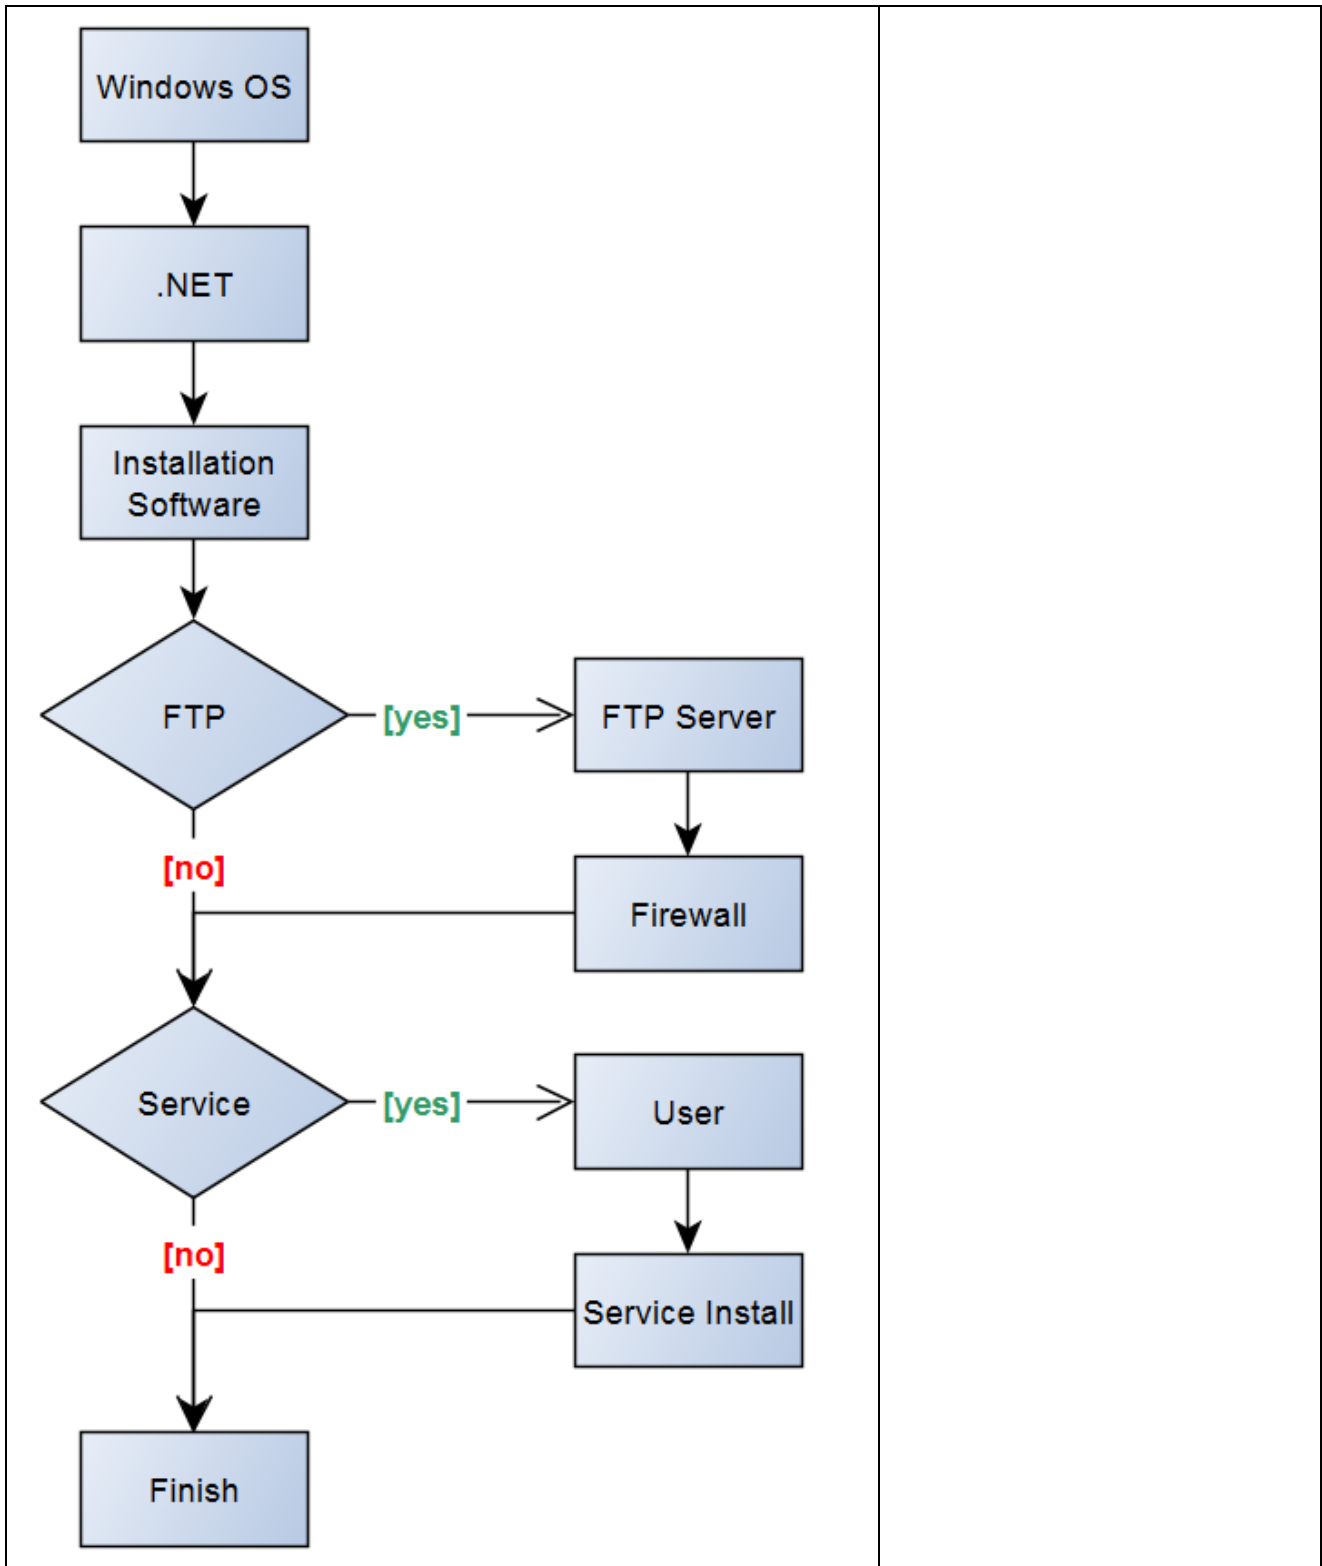 Windows OS
.NET
Installation
Software
FTP
[yes]
FTP Server
[no]
Firewall
Service
[yes]
User
[no]
Service Install
Finish